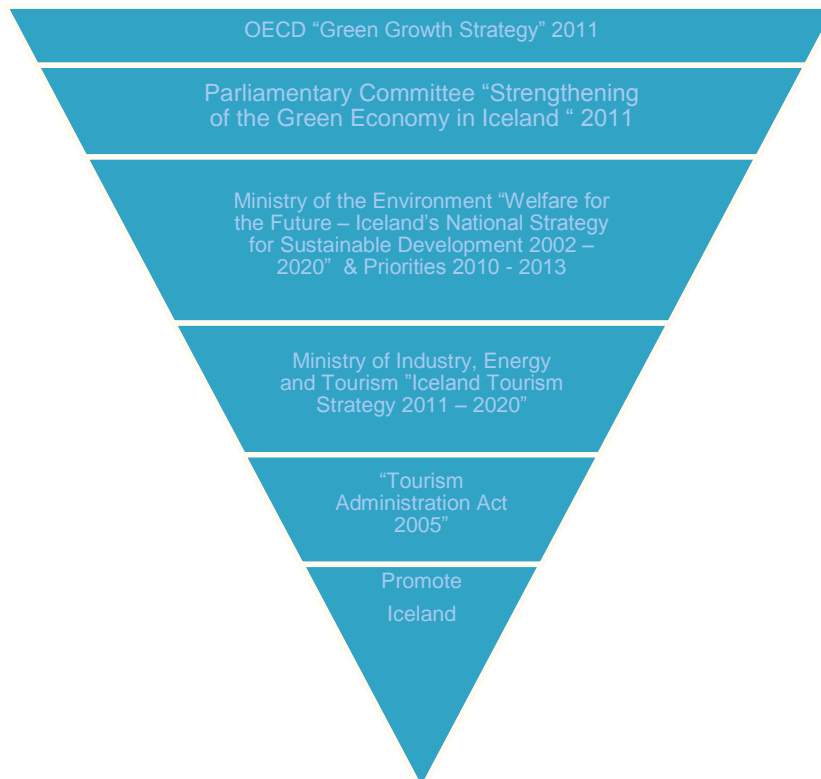 OECD “Green Growth Strategy” 2011
Parliamentary Committee “Strengthening
of the Green Economy in Iceland “ 2011
Ministry of the Environment “Welfare for
the Future – Iceland’s National Strategy
for Sustainable Development 2002 –
2020” & Priorities 2010 - 2013
Ministry of Industry, Energy
and Tourism ”Iceland Tourism
Strategy 2011 – 2020”
“Tourism
Administration Act
2005”
Promote
Iceland